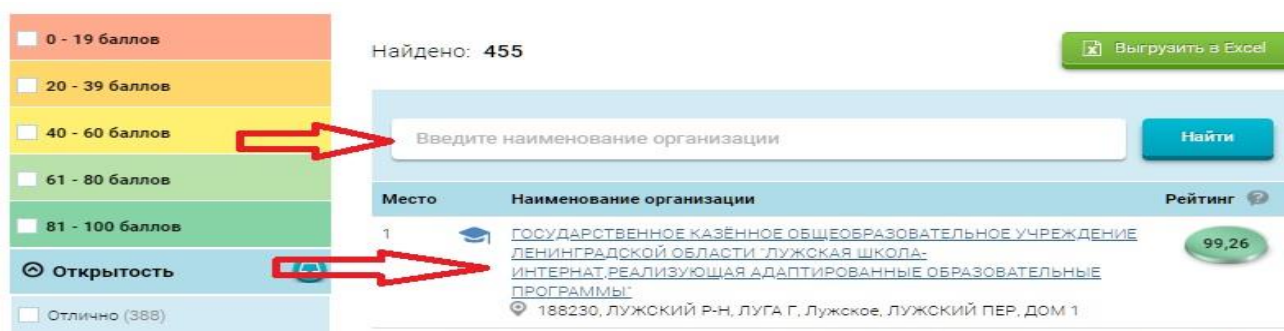 0 - 19 баллов
20 - 39 баллов
40 - 60 баллов
61 - 80 баллов
81 - 100 баллов
Открытость
Отлично (388)
Найдено: 455
Выгрузить в Excel
Введите наименование организации
Найти
Место Наименование организации Рейтинг
1
ГОСУДАРСТВЕННОЕ КАЗЁННОЕ ОБЩЕОБРАЗОВАТЕЛЬНОЕ УЧРЕЖДЕНИЕ
ЛЕНИНГРАДСКОЙ ОБЛАСТИ "ЛУЖСКАЯ ШКОЛА-
ИНТЕРНАТ,РЕАЛИЗУЮЩАЯ АДАПТИРОВАННЫЕ ОБРАЗОВАТЕЛЬНЫЕ
ПРОГРАММЫ"
188230, ЛУЖСКИЙ Р-Н, ЛУГА Г, Лужское, ЛУЖСКИЙ ПЕР, ДОМ 1
99,26